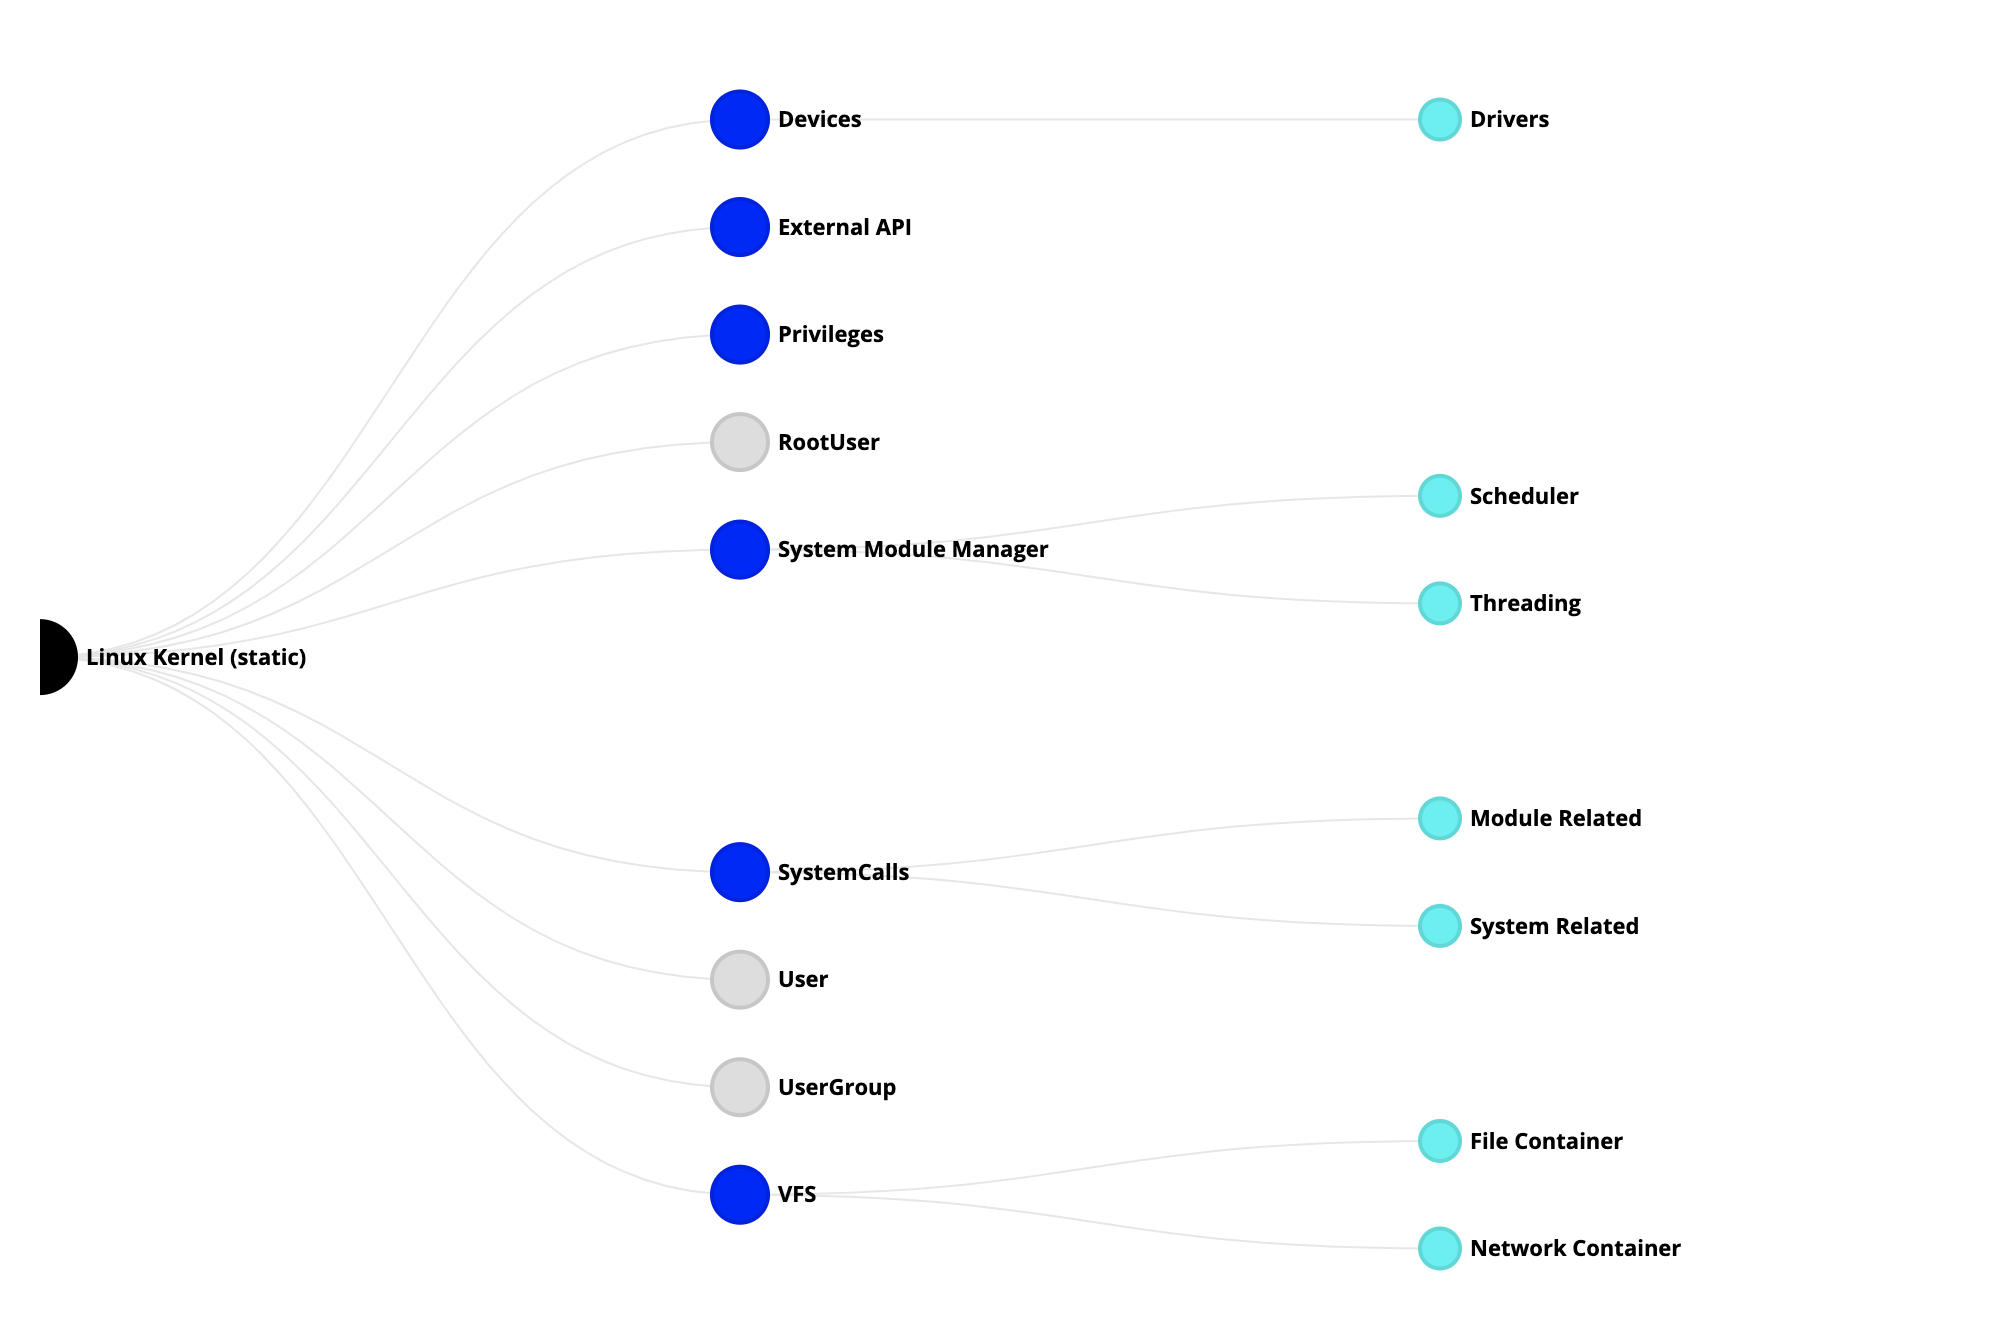 Devices
Drivers
External API
Privileges
RootUser
Scheduler
System Module Manager
Threading
Linux Kernel (static)
Module Related
SystemCalls
System Related
User
UserGroup
File Container
VFS
Network Container